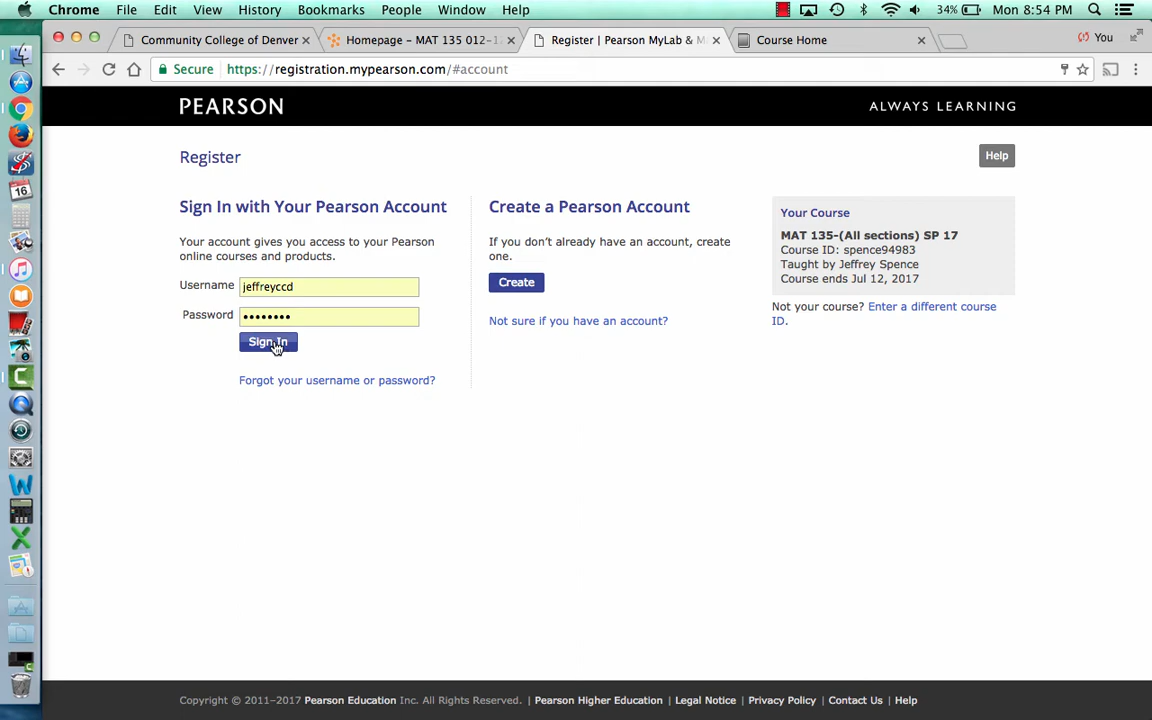 Chrome File Edit View History Bookmarks People Window Help 34% Mon 8:54 PM
Community College of Denver Homepage - MAT 135 012-1 Register | Pearson MyLab & M Course Home You
Secure https://registration.mypearson.com/#account
PEARSON ALWAYS LEARNING
Register Help
Sign In with Your Pearson Account
Your account gives you access to your Pearson
online courses and products.
Username jeffreyccd
Password ••••••••
Sign In
Forgot your username or password?
Create a Pearson Account
If you don't already have an account, create
one.
Create
Not sure if you have an account?
Your Course
MAT 135-(All sections) SP 17
Course ID: spence94983
Taught by Jeffrey Spence
Course ends Jul 12, 2017
Not your course? Enter a different course
ID.
16
Copyright © 2011-2017 Pearson Education Inc. All Rights Reserved. | Pearson Higher Education | Legal Notice | Privacy Policy | Contact Us | Help